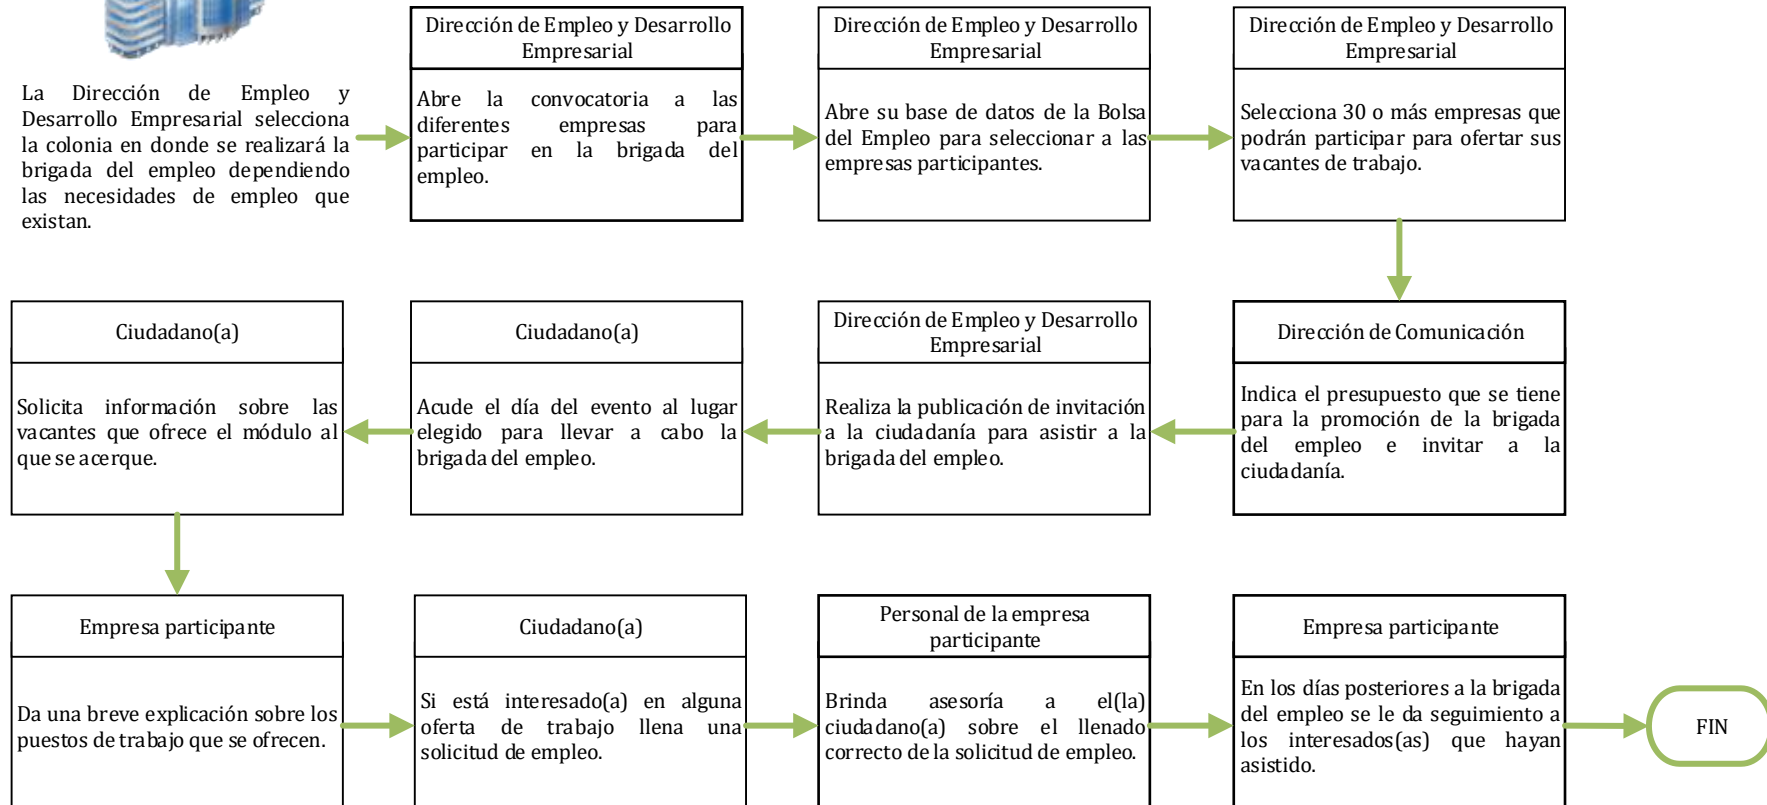 La Dirección de Empleo y
Desarrollo Empresarial selecciona
la colonia en donde se realizará la
brigada del empleo dependiendo
las necesidades de empleo que
existan.
Dirección de Empleo y Desarrollo
Empresarial
Abre la convocatoria a las
diferentes empresas para
participar en la brigada del
empleo.
Dirección de Empleo y Desarrollo
Empresarial
Abre su base de datos de la Bolsa
del Empleo para seleccionar a las
empresas participantes.
Dirección de Empleo y Desarrollo
Empresarial
Selecciona 30 o más empresas que
podrán participar para ofertar sus
vacantes de trabajo.
Dirección de Comunicación
Indica el presupuesto que se tiene
para la promoción de la brigada
del empleo e invitar a la
ciudadanía.
Dirección de Empleo y Desarrollo
Empresarial
Realiza la publicación de invitación
a la ciudadanía para asistir a la
brigada del empleo.
Ciudadano(a)
Acude el día del evento al lugar
elegido para llevar a cabo la
brigada del empleo.
Ciudadano(a)
Solicita información sobre las
vacantes que ofrece el módulo al
que se acerque.
Empresa participante
Da una breve explicación sobre los
puestos de trabajo que se ofrecen.
Ciudadano(a)
Si está interesado(a) en alguna
oferta de trabajo llena una
solicitud de empleo.
Personal de la empresa
participante
Brinda asesoría a el(la)
ciudadano(a) sobre el llenado
correcto de la solicitud de empleo.
Empresa participante
En los días posteriores a la brigada
del empleo se le da seguimiento a
los interesados(as) que hayan
asistido.
FIN